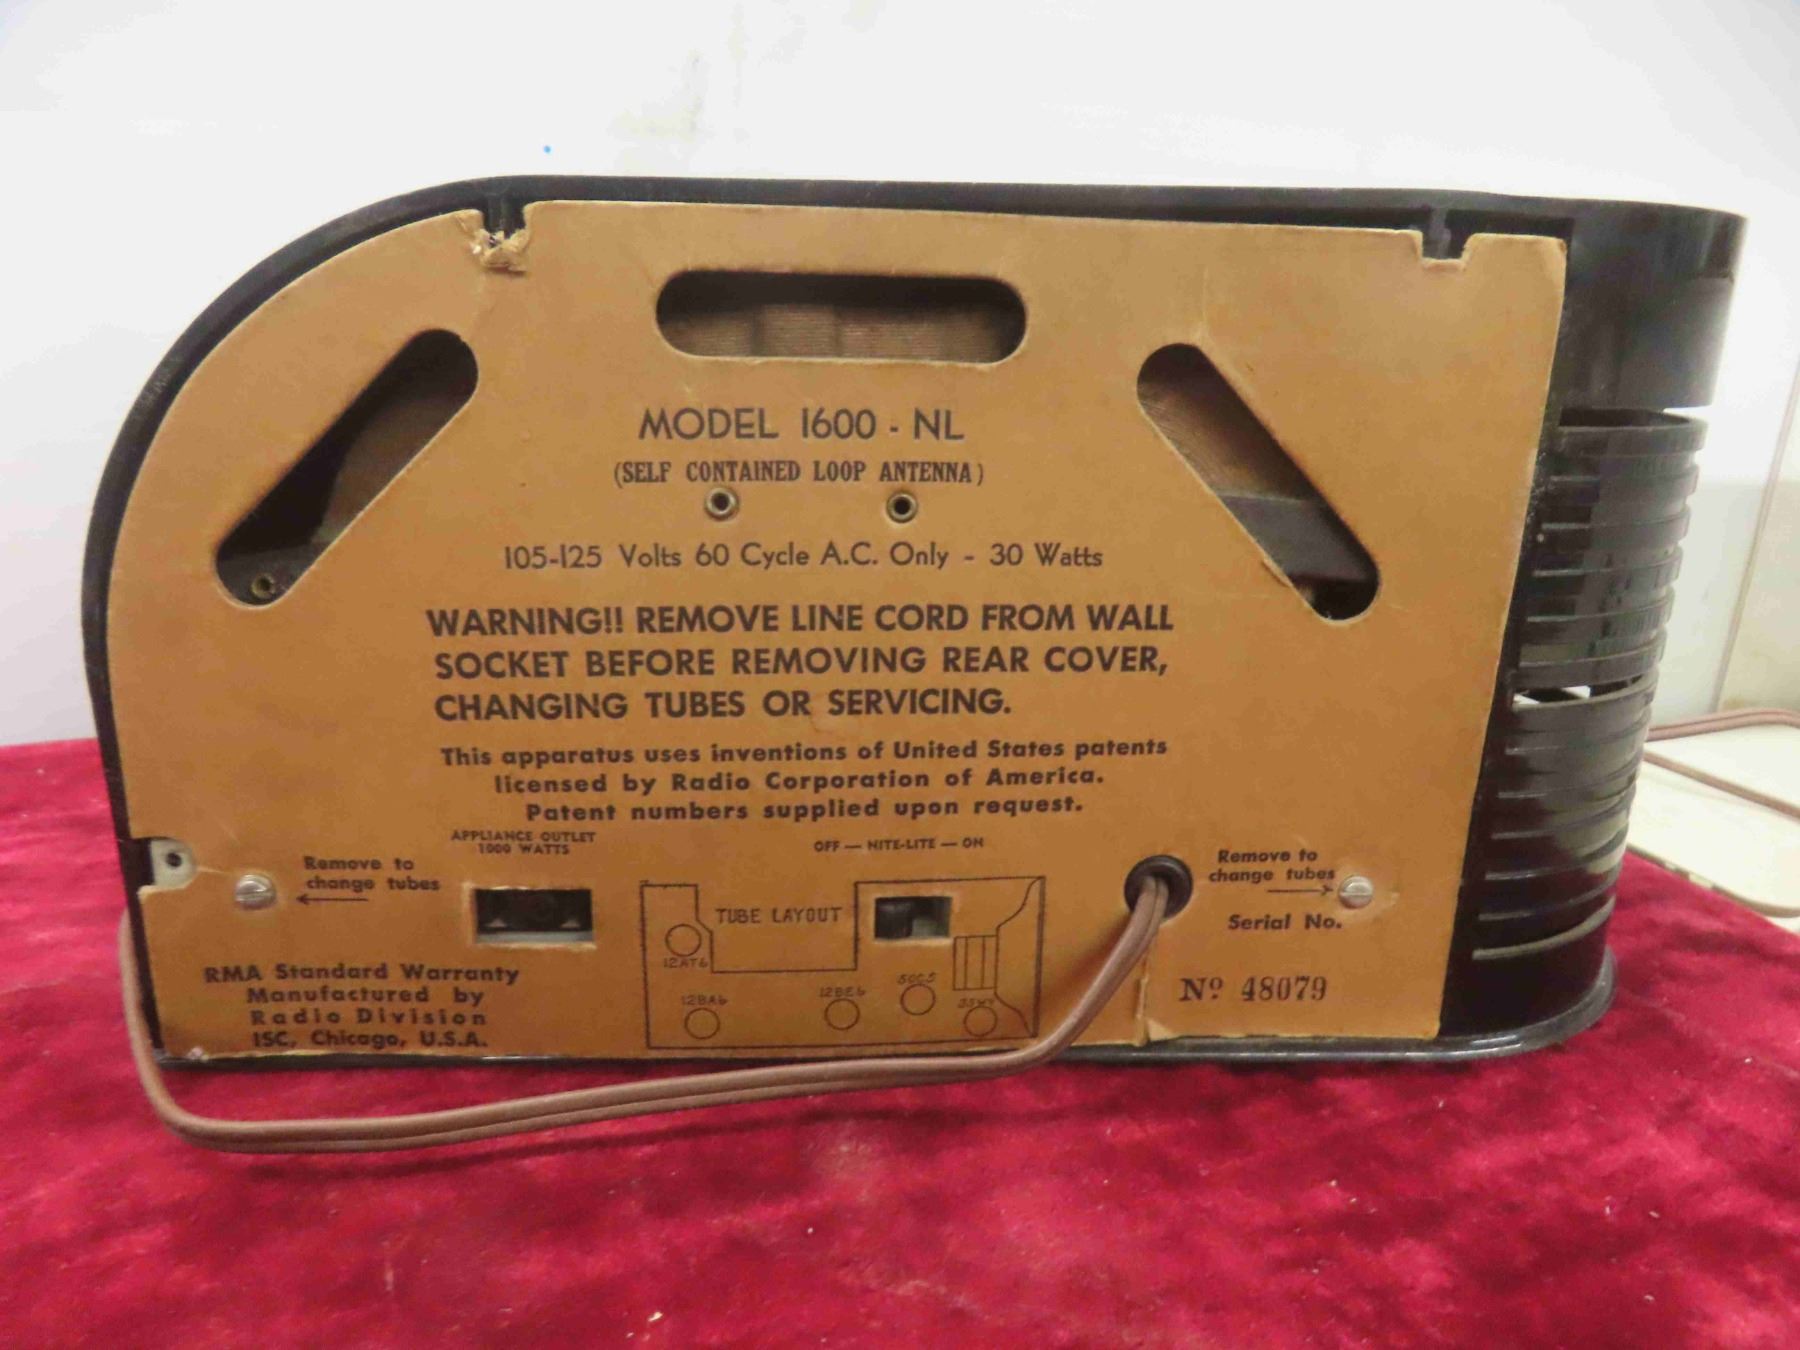 MODEL 1600 - NL
(SELF CONTAINED LOOP ANTENNA)
105-125 Volts 60 Cycle A.C. Only - 30 Watts
WARNING!! REMOVE LINE CORD FROM WALL
SOCKET BEFORE REMOVING REAR COVER,
CHANGING TUBES OR SERVICING.
This apparatus uses inventions of United States patents
licensed by Radio Corporation of America.
Patent numbers supplied upon request.
APPLIANCE OUTLET
1000 WATTS
OFF — NITE-LITE — ON
Remove to
change tubes
Remove to
change tubes
Serial No.
Nº 48079
TUBE LAYOUT
12AT6
12BA6
12BE6
50C5
35W4
RMA Standard Warranty
Manufactured by
Radio Division
ISC, Chicago, U.S.A.